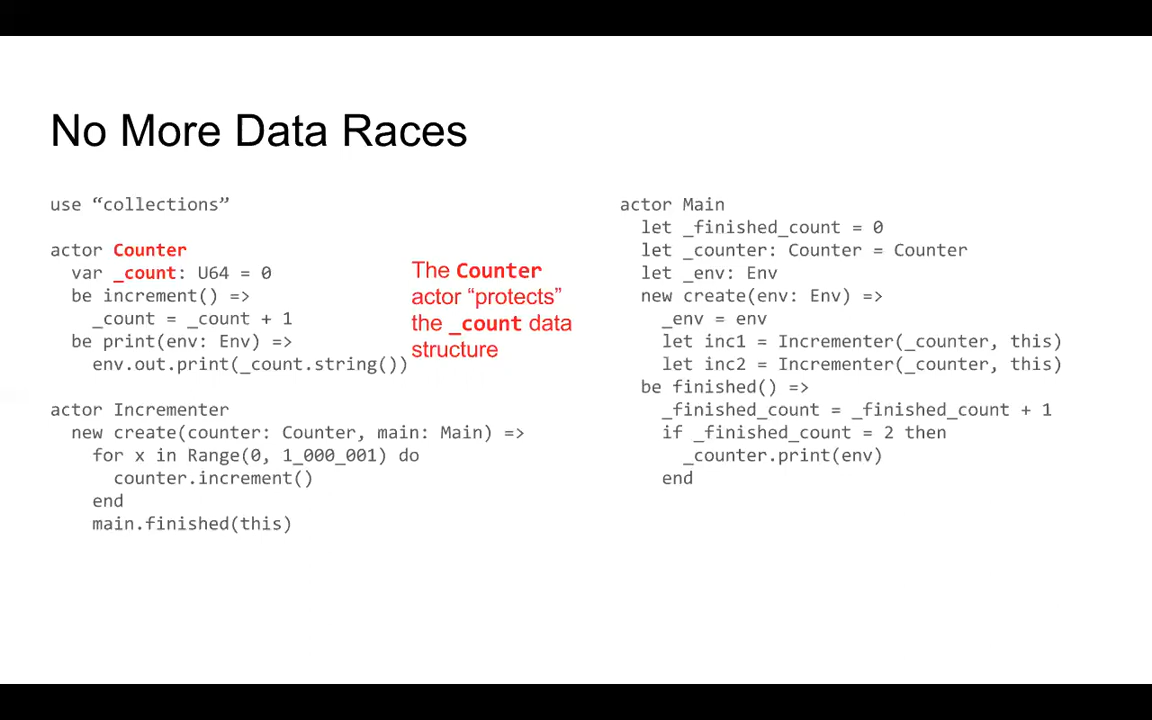 No More Data Races
use “collections”
actor Counter
var _count: U64 = 0
be increment() =>
_count = _count + 1
be print(env: Env) =>
env.out.print(_count.string())
actor Incrementer
new create(counter: Counter, main: Main) =>
for x in Range(0, 1_000_001) do
counter.increment()
end
main.finished(this)
The Counter
actor “protects”
the _count data
structure
actor Main
let _finished_count = 0
let _counter: Counter = Counter
let _env: Env
new create(env: Env) =>
_env = env
let inc1 = Incrementer(_counter, this)
let inc2 = Incrementer(_counter, this)
be finished() =>
_finished_count = _finished_count + 1
if _finished_count = 2 then
_counter.print(env)
end